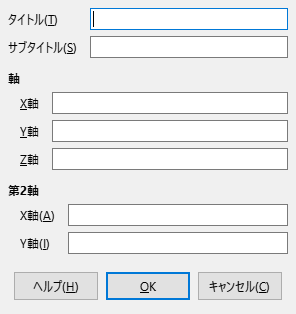 タイトル(T)
サブタイトル(S)
軸
X軸
Y軸
Z軸
第2軸
X軸(A)
Y軸(I)
ヘルプ(H) OK キャンセル(C)